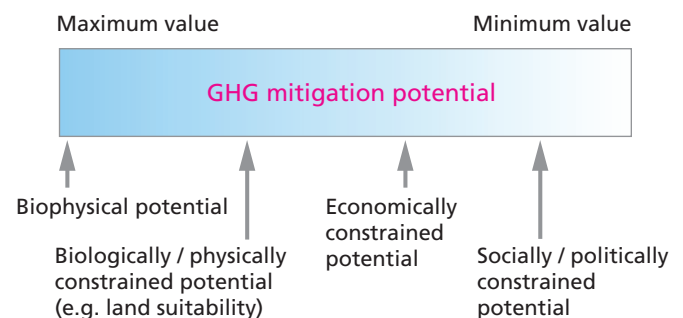 Maximum value
Minimum value
GHG mitigation potential
Biophysical potential
Biologically / physically
constrained potential
(e.g. land suitability)
Economically
constrained
potential
Socially / politically
constrained
potential